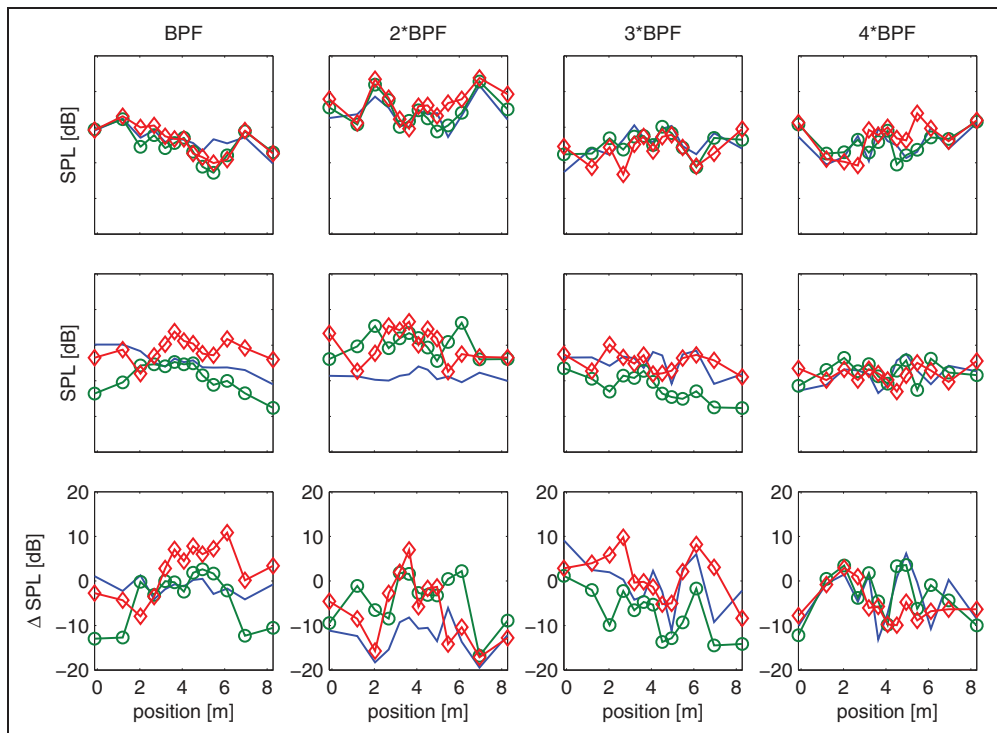 BPF 2*BPF 3*BPF 4*BPF
SPL [dB]
SPL [dB]
Δ SPL [dB]
20 20 20 20
10 10 10 10
0 0 0 0
−10 −10 −10 −10
−20 −20 −20 −20
0 2 4 6 8 0 2 4 6 8 0 2 4 6 8 0 2 4 6 8
position [m] position [m] position [m] position [m]